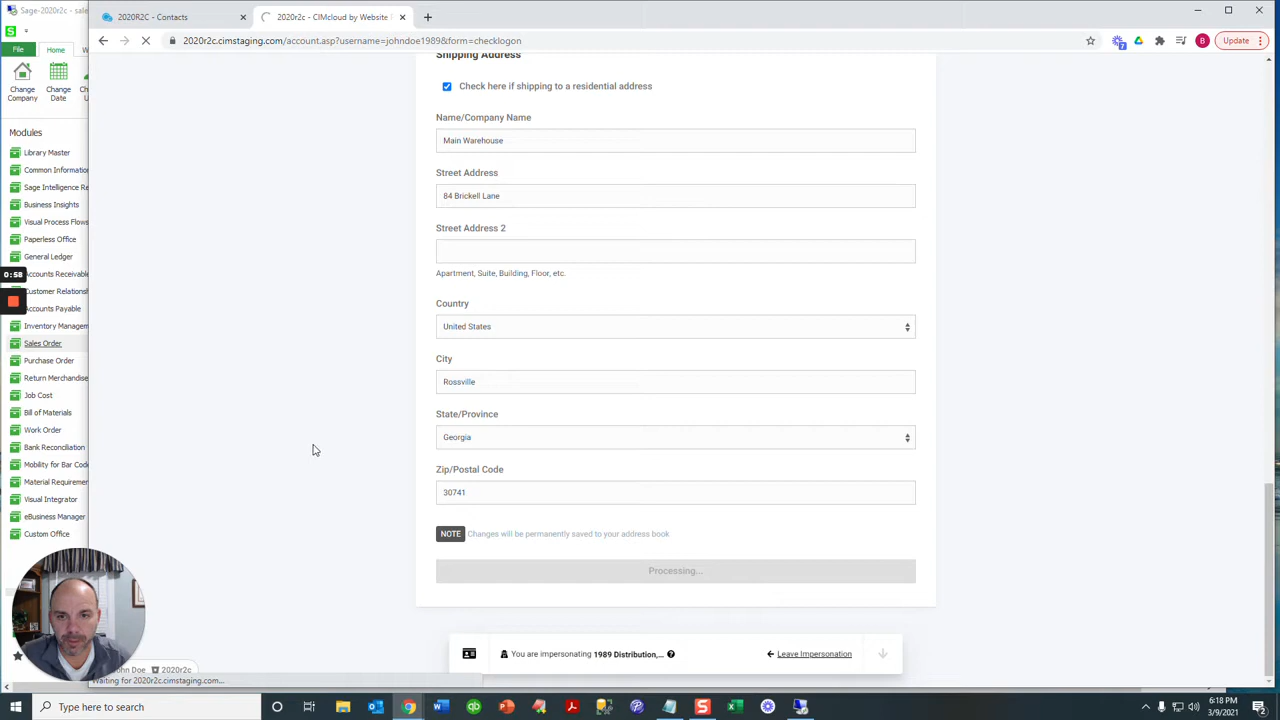 Sage-2020r2c - sale
2020R2C - Contacts
2020r2c - CIMcloud by Website
2020r2c.cimstaging.com/account.asp?username=johndoe1989&form=checklogon
7
B
Update
File
Home
Change
Company
Change
Date
Modules
Library Master
Common Information
Sage Intelligence Re
Business Insights
Visual Process Flows
Paperless Office
General Ledger
Accounts Receivable
Customer Relations
Accounts Payable
Inventory Managem
Sales Order
Purchase Order
Return Merchandise
Job Cost
Bill of Materials
Work Order
Bank Reconciliation
Mobility for Bar Cod
Material Requireme
Visual Integrator
eBusiness Manager
Custom Office
0:58
Shipping Address
Check here if shipping to a residential address
Name/Company Name
Main Warehouse
Street Address
84 Brickell Lane
Street Address 2
Apartment, Suite, Building, Floor, etc.
Country
United States
City
Rossville
State/Province
Georgia
Zip/Postal Code
30741
NOTE Changes will be permanently saved to your address book
Processing...
You are impersonating 1989 Distribution,...
Leave Impersonation
John Doe 2020r2c
Waiting for 2020r2c.cimstaging.com...
Type here to search
6:18 PM
3/9/2021
2